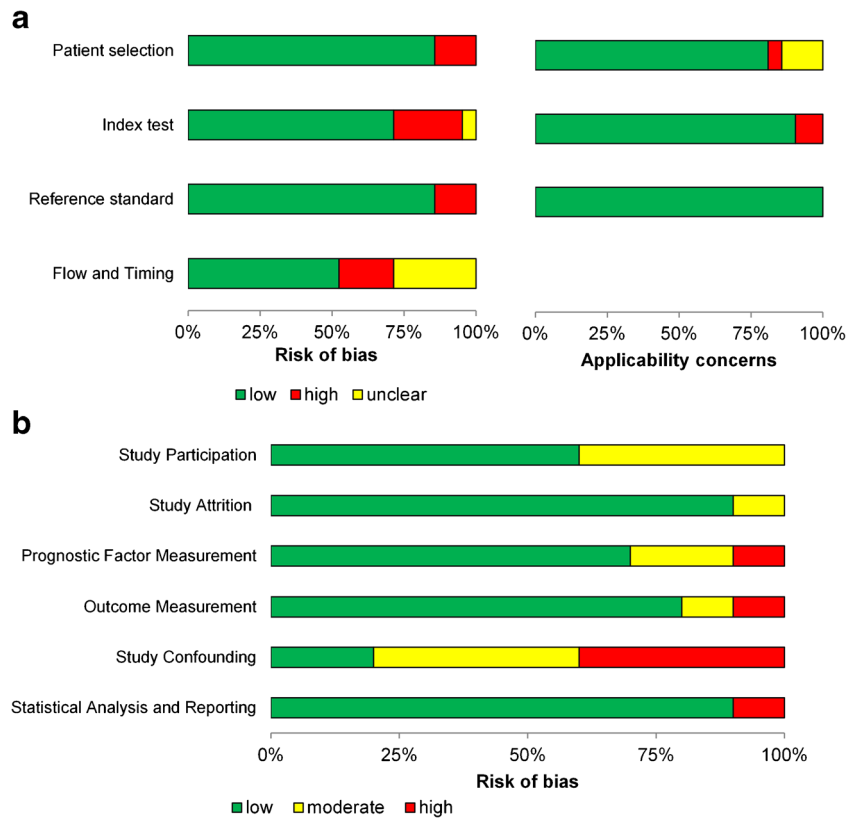 a
Patient selection
Index test
Reference standard
Flow and Timing
0% 25% 50% 75% 100%
Risk of bias
0% 25% 50% 75% 100%
Applicability concerns
low high unclear
b
Study Participation
Study Attrition
Prognostic Factor Measurement
Outcome Measurement
Study Confounding
Statistical Analysis and Reporting
0% 25% 50% 75% 100%
Risk of bias
low moderate high